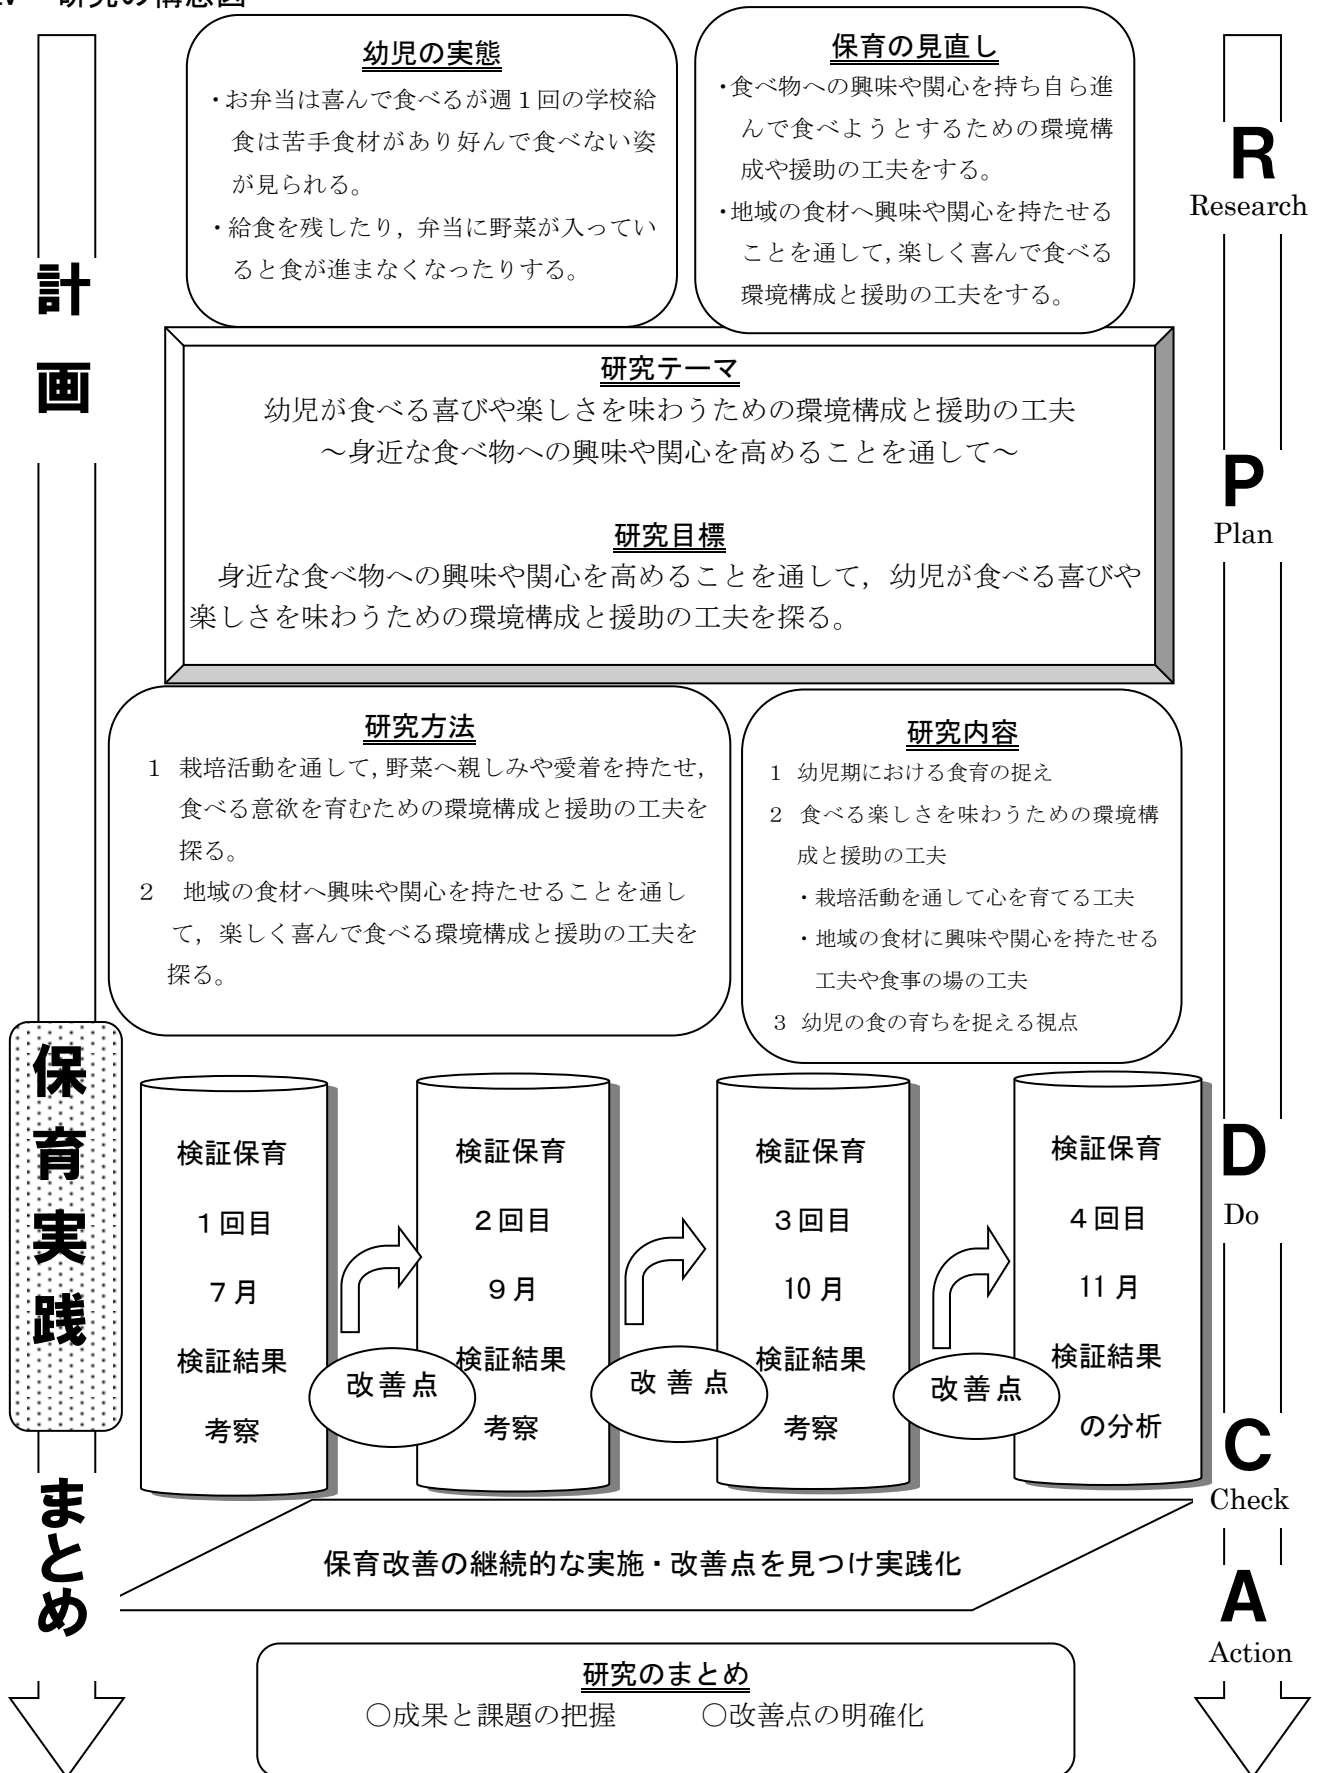 研究の構想図
幼児の実態
・お弁当は喜んで食べるが週１回の学校給
食は苦手食材があり好んで食べない姿
が見られる。
・給食を残したり，弁当に野菜が入ってい
ると食が進まなくなったりする。
保育の見直し
・食べ物への興味や関心を持ち自ら進
んで食べようとするための環境構
成や援助の工夫をする。
・地域の食材へ興味や関心を持たせる
ことを通して,楽しく喜んで食べる
環境構成と援助の工夫をする。
R
Research
計画
研究テーマ
幼児が食べる喜びや楽しさを味わうための環境構成と援助の工夫
～身近な食べ物への興味や関心を高めることを通して～
研究目標
身近な食べ物への興味や関心を高めることを通して，幼児が食べる喜びや
楽しさを味わうための環境構成と援助の工夫を探る。
P
Plan
研究方法
１ 栽培活動を通して,野菜へ親しみや愛着を持たせ,
食べる意欲を育むための環境構成と援助の工夫を
探る。
２ 地域の食材へ興味や関心を持たせることを通し
て，楽しく喜んで食べる環境構成と援助の工夫を
探る。
研究内容
１ 幼児期における食育の捉え
２ 食べる楽しさを味わうための環境構
成と援助の工夫
・栽培活動を通して心を育てる工夫
・地域の食材に興味や関心を持たせる
工夫や食事の場の工夫
３ 幼児の食の育ちを捉える視点
保育実践
検証保育
１回目
７月
検証結果
考察
改善点
検証保育
２回目
９月
検証結果
考察
改善点
検証保育
３回目
10 月
検証結果
考察
改善点
検証保育
４回目
11 月
検証結果
の分析
D
Do
C
Check
まとめ
保育改善の継続的な実施・改善点を見つけ実践化
A
Action
研究のまとめ
○成果と課題の把握 ○改善点の明確化